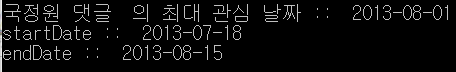 국정원 댓글  의 최대 관심 날짜 ::  2013-08-01
startDate ::  2013-07-18
endDate ::  2013-08-15